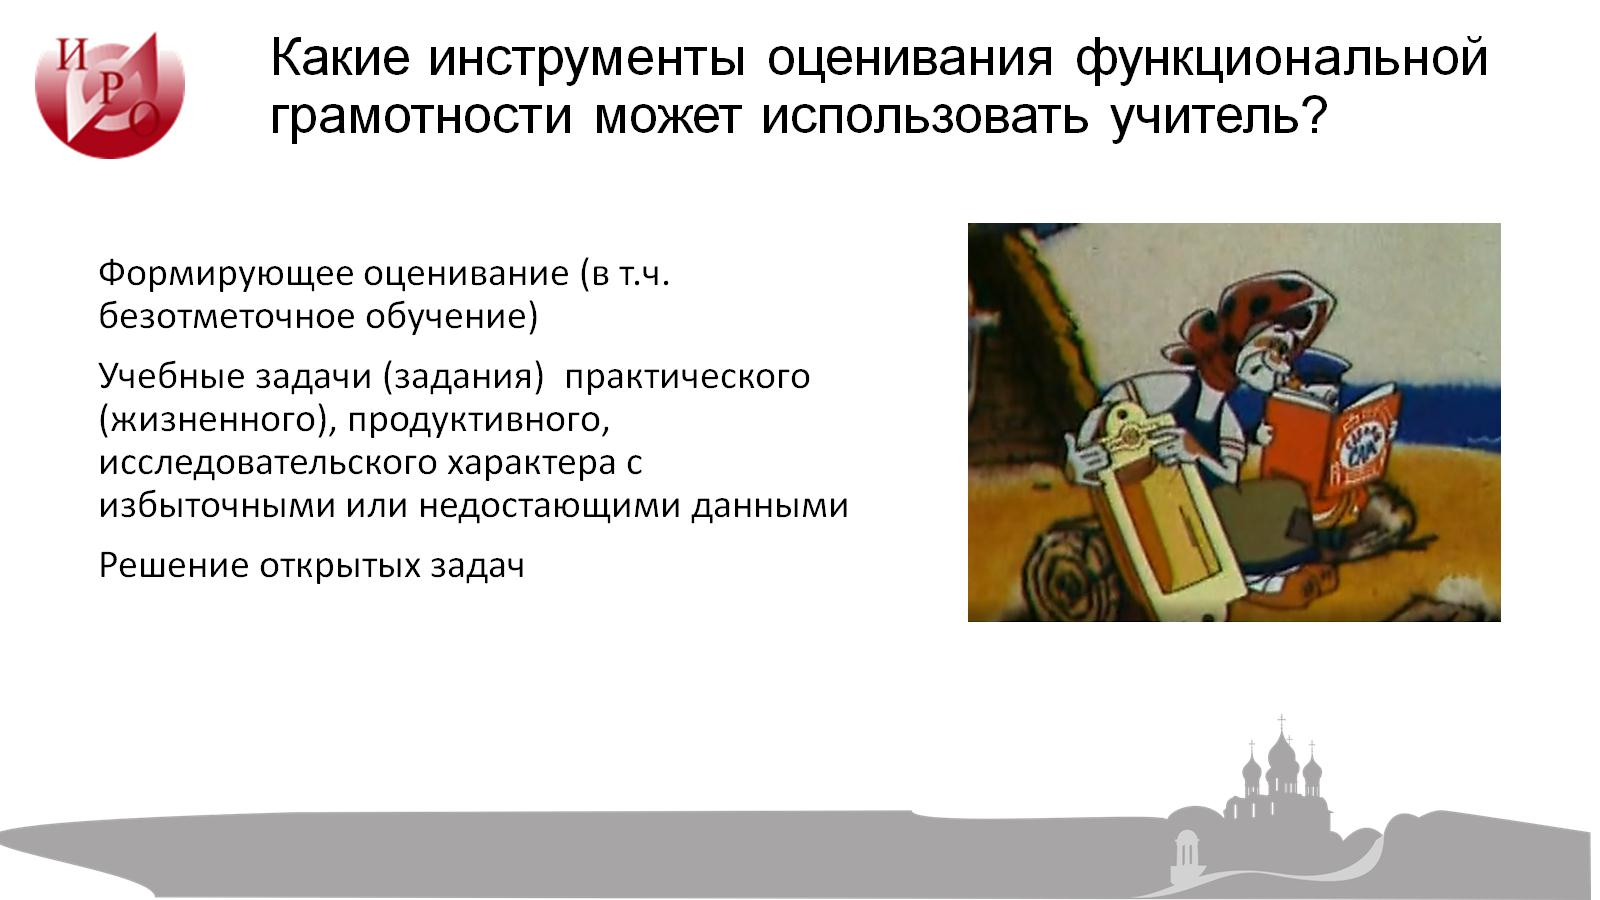 И
Р
О
Какие инструменты оценивания функциональной
грамотности может использовать учитель?
Формирующее оценивание (в т.ч.
безотметочное обучение)
Учебные задачи (задания) практического
(жизненного), продуктивного,
исследовательского характера с
избыточными или недостающими данными
Решение открытых задач